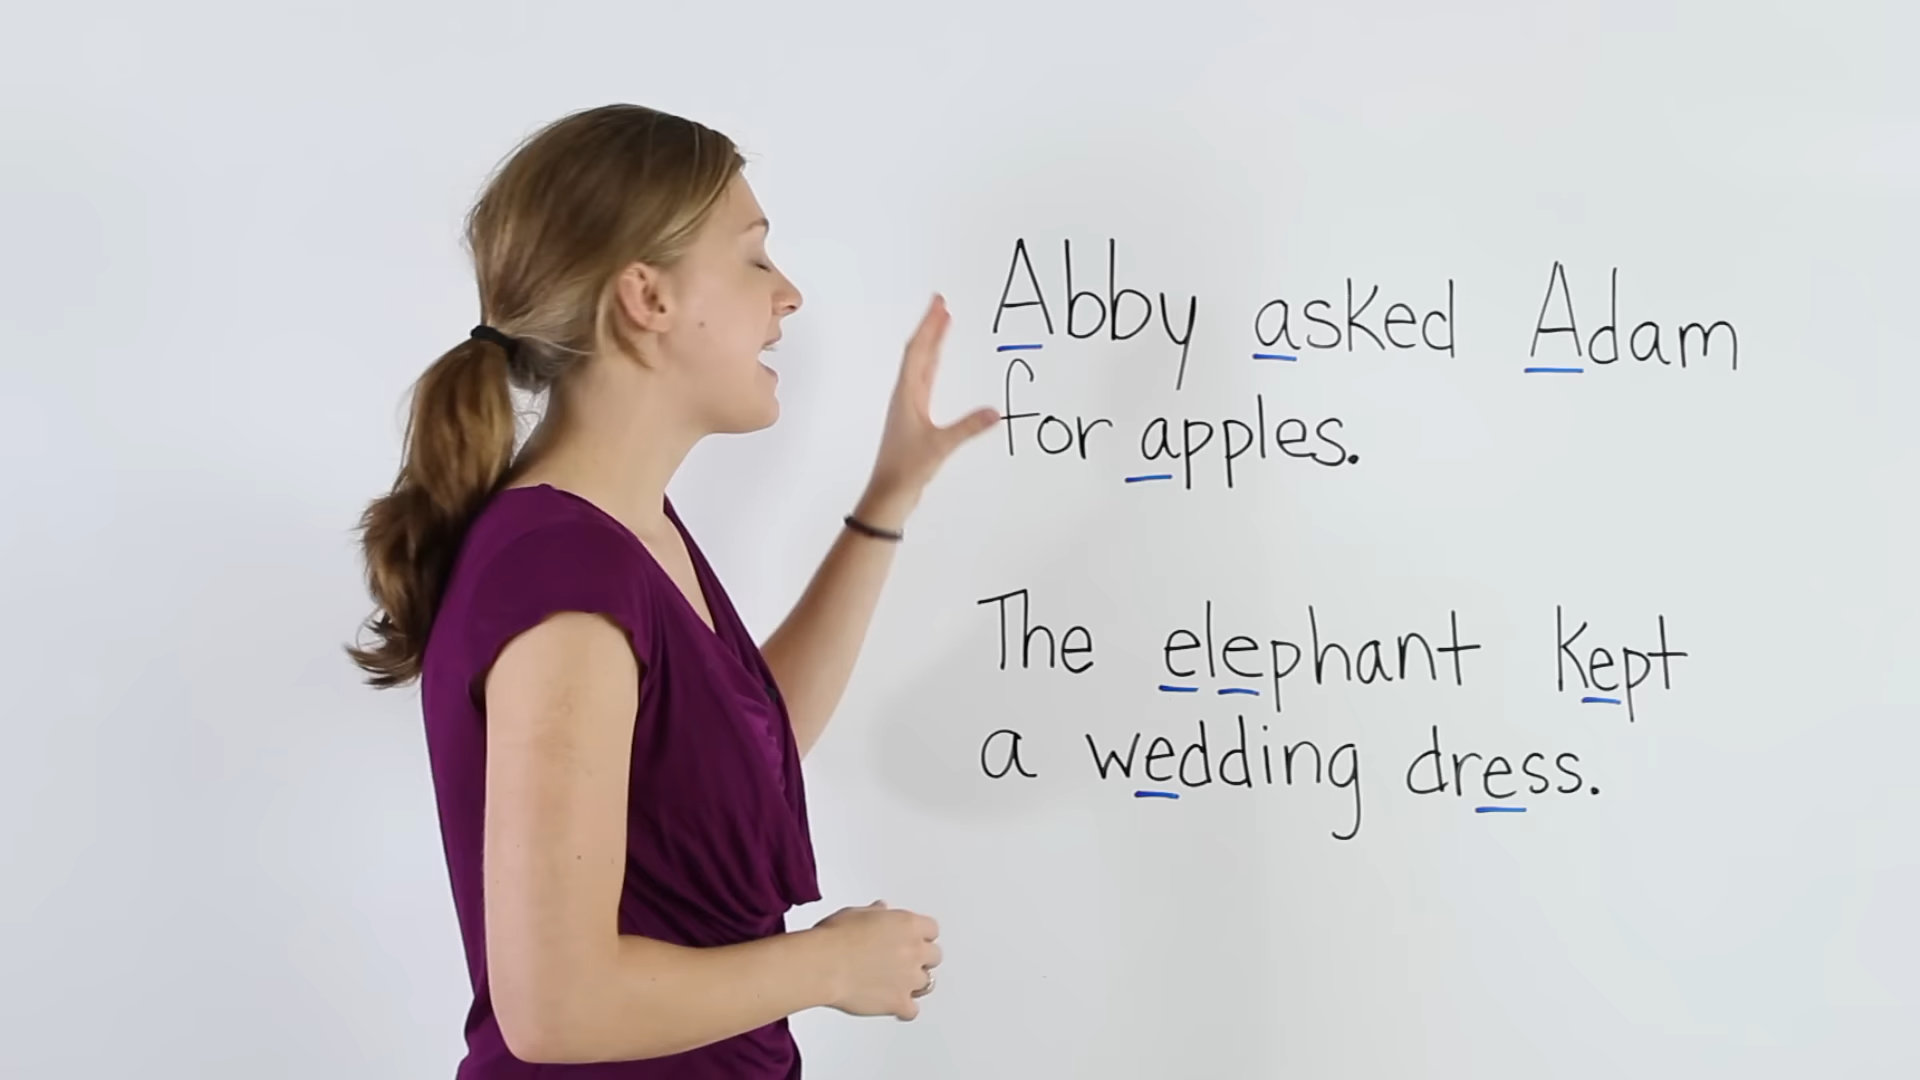 Abby asked Adam
for apples.
The elephant kept
a wedding dress.